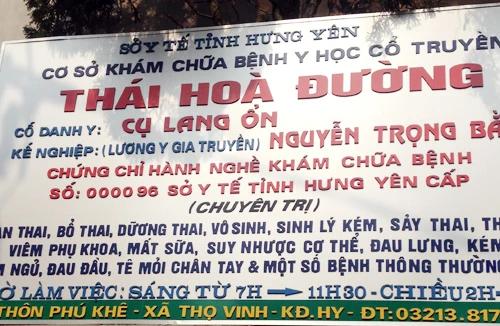 SỞ Y TẾ TỈNH HƯNG YÊN
CƠ SỞ KHÁM CHỮA BỆNH Y HỌC CỔ TRUYỀN
THÁI HOÀ ĐƯỜNG
CỐ DANH Y: CỤ LANG ỔN
KẾ NGHIỆP: (LƯƠNG Y GIA TRUYỀN) NGUYỄN TRỌNG
CHỨNG CHỈ HÀNH NGHỀ KHÁM CHỮA BỆNH
SỐ: 000096 SỞ Y TẾ TỈNH HƯNG YÊN CẤP
(CHUYÊN TRỊ)
THAI, BỔ THAI, DƯỠNG THAI, VÔ SINH, SINH LÝ KÉM, SẢY THAI,
VIÊM PHỤ KHOA, MẤT SỮA, SUY NHƯỢC CƠ THỂ, ĐAU LƯNG, KÉM
NGỦ, ĐAU ĐẦU, TÊ MỎI CHÂN TAY & MỘT SỐ BỆNH THÔNG THƯỜNG
LÀM VIỆC: SÁNG TỪ 7H → 11H30 - CHIỀU 2H
THÔN PHÚ KHÊ - XÃ THỌ VINH - KĐ.HY - ĐT: 03213.817